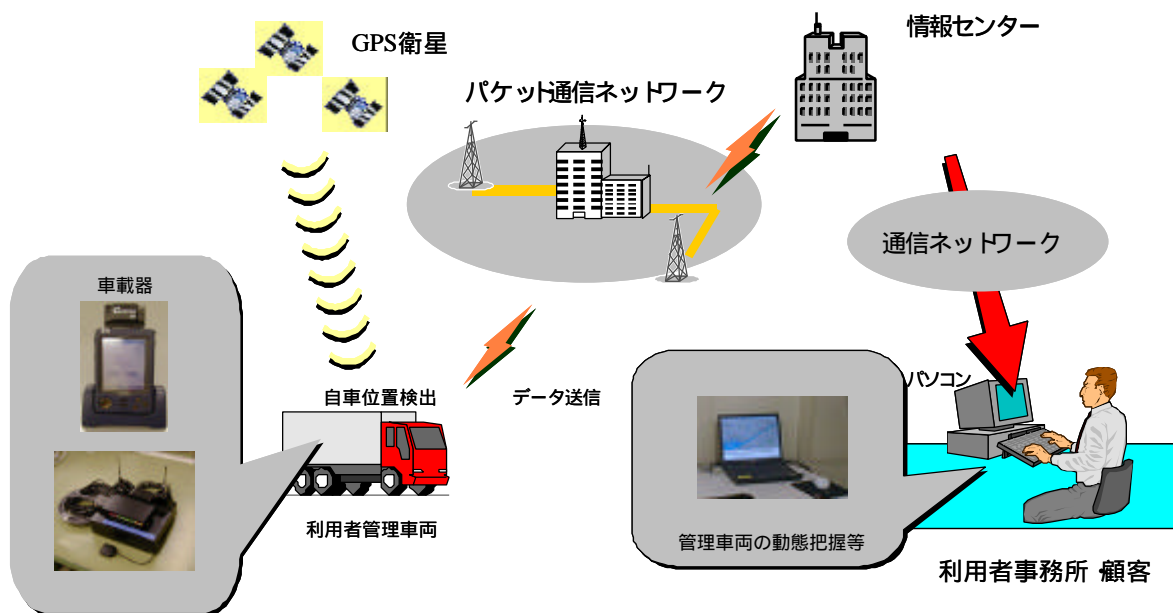 GPS衛星
情報センター
パケット通信ネットワーク
通信ネットワーク
車載器
自車位置検出
データ送信
パソコン
利用者管理車両
管理車両の動態把握等
利用者事務所・顧客